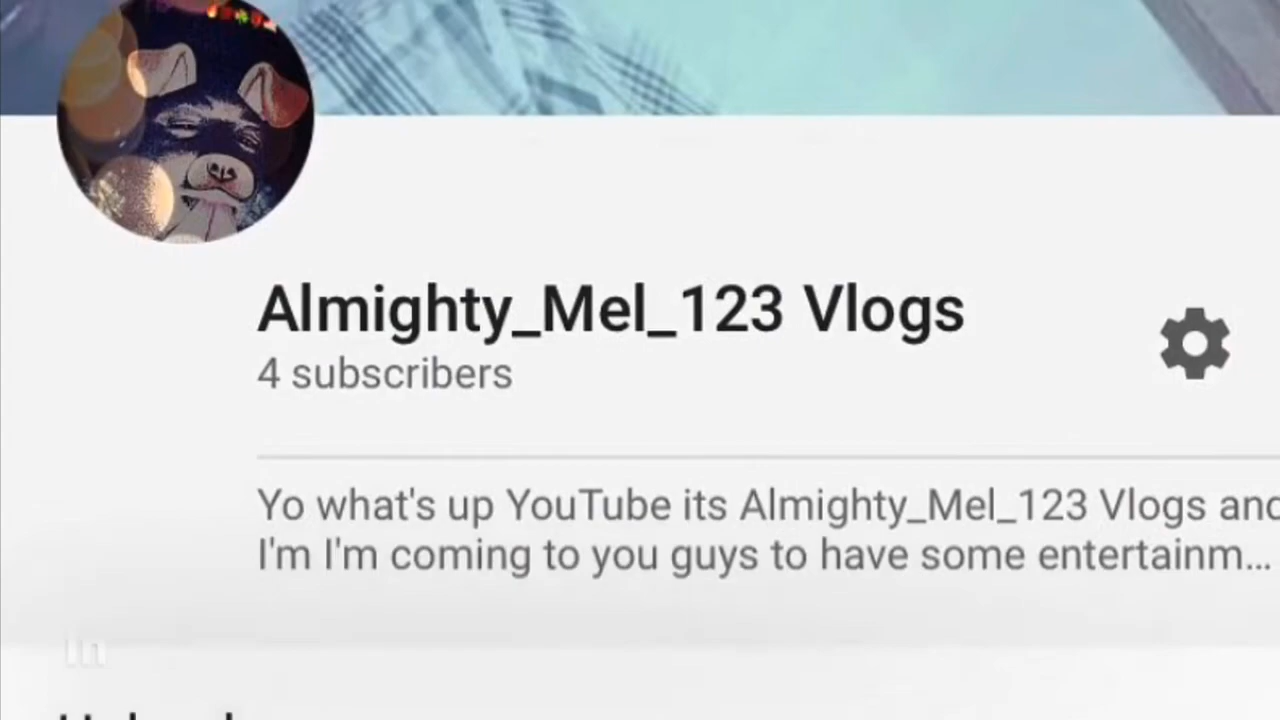 Almighty_Mel_123 Vlogs
4 subscribers
Yo what's up YouTube its Almighty_Mel_123 Vlogs and
I'm I'm coming to you guys to have some entertainm...
In